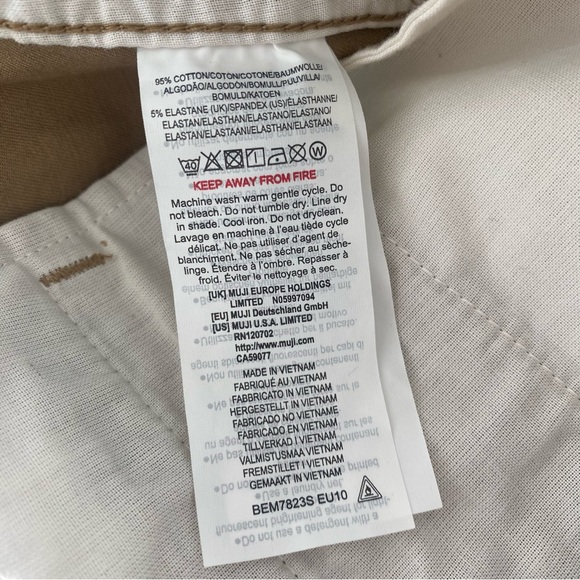 95% COTTON/COTON/COTONE/BAUMWOLLE/
ALGODÃO/ALGODÓN/BOMULL/PUUVILLA/
BOMULD/KATOEN
5% ELASTANE (UK)/SPANDEX (US)/ÉLASTHANNE/
ELASTAN/ELASTHAN/ELASTANO/ELASTANO/
ELASTAN/ELASTAANI/ELASTHAN/ELASTAAN
40 W
KEEP AWAY FROM FIRE
Machine wash warm gentle cycle. Do
not bleach. Do not tumble dry. Line dry
in shade. Cool iron. Do not dryclean.
Lavage en machine à l'eau tiède cycle
délicat. Ne pas utiliser d'agent de
blanchiment. Ne pas sécher au sèche-
linge. Étendre à l'ombre. Repasser à
froid. Éviter le nettoyage à sec.
[UK] MUJI EUROPE HOLDINGS
LIMITED N05997094
[EU] MUJI Deutschland GmbH
[US] MUJI U.S.A. LIMITED
RN120702
http://www.muji.com
CA59077
MADE IN VIETNAM
FABRIQUÉ AU VIETNAM
FABBRICATO IN VIETNAM
HERGESTELLT IN VIETNAM
FABRICADO NO VIETNAME
FABRICADO EN VIETNAM
TILLVERKAD I VIETNAM
VALMISTUSMAA VIETNAM
FREMSTILLET I VIETNAM
GEMAAKT IN VIETNAM
BEM7823S EU10